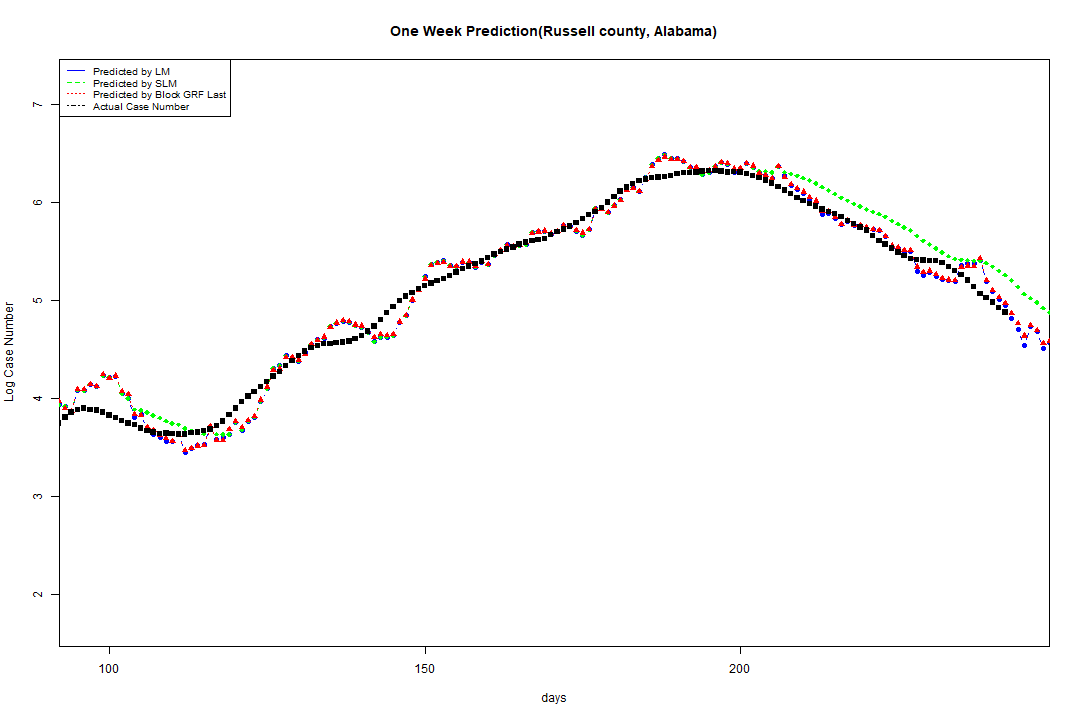 One Week Prediction(Russell county, Alabama)
Predicted by LM
Predicted by SLM
Predicted by Block GRF Last
Actual Case Number
7
6
5
4
3
2
Log Case Number
100 150 200
days